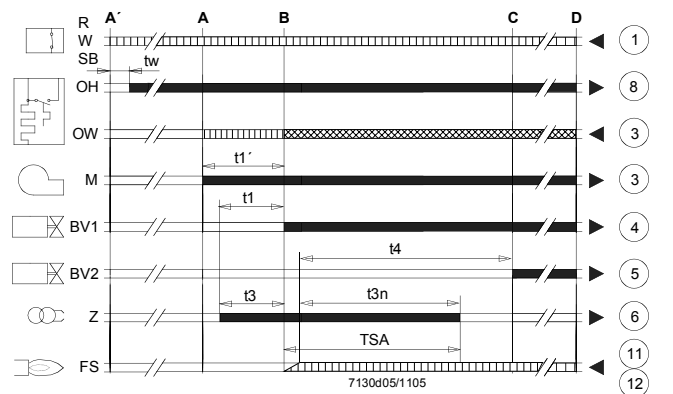 R A´ A B C D
W 1
SB tw
OH 8
OW 3
t1´
M 3
t1
BV1 4
t4
BV2 5
t3 t3n
Z 6
TSA
FS 11
12
7130d05/1105